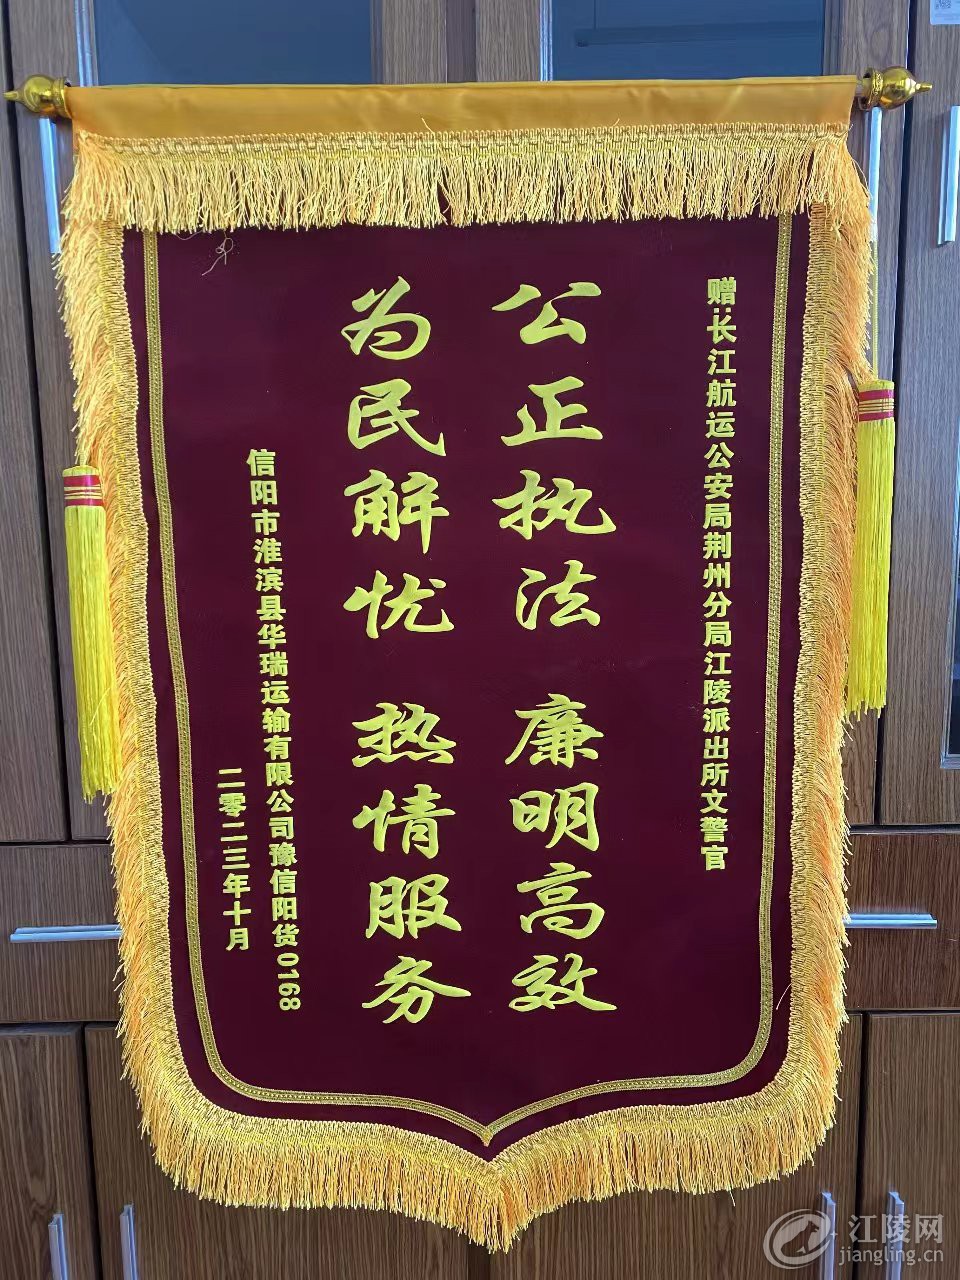 赠:长江航运公安局荆州分局江陵派出所文警官
公正执法 廉明高效
为民解忧 热情服务
信阳市淮滨县华瑞运输有限公司豫信阳货0168
二零二三年十月
江陵网
jiangling.cn